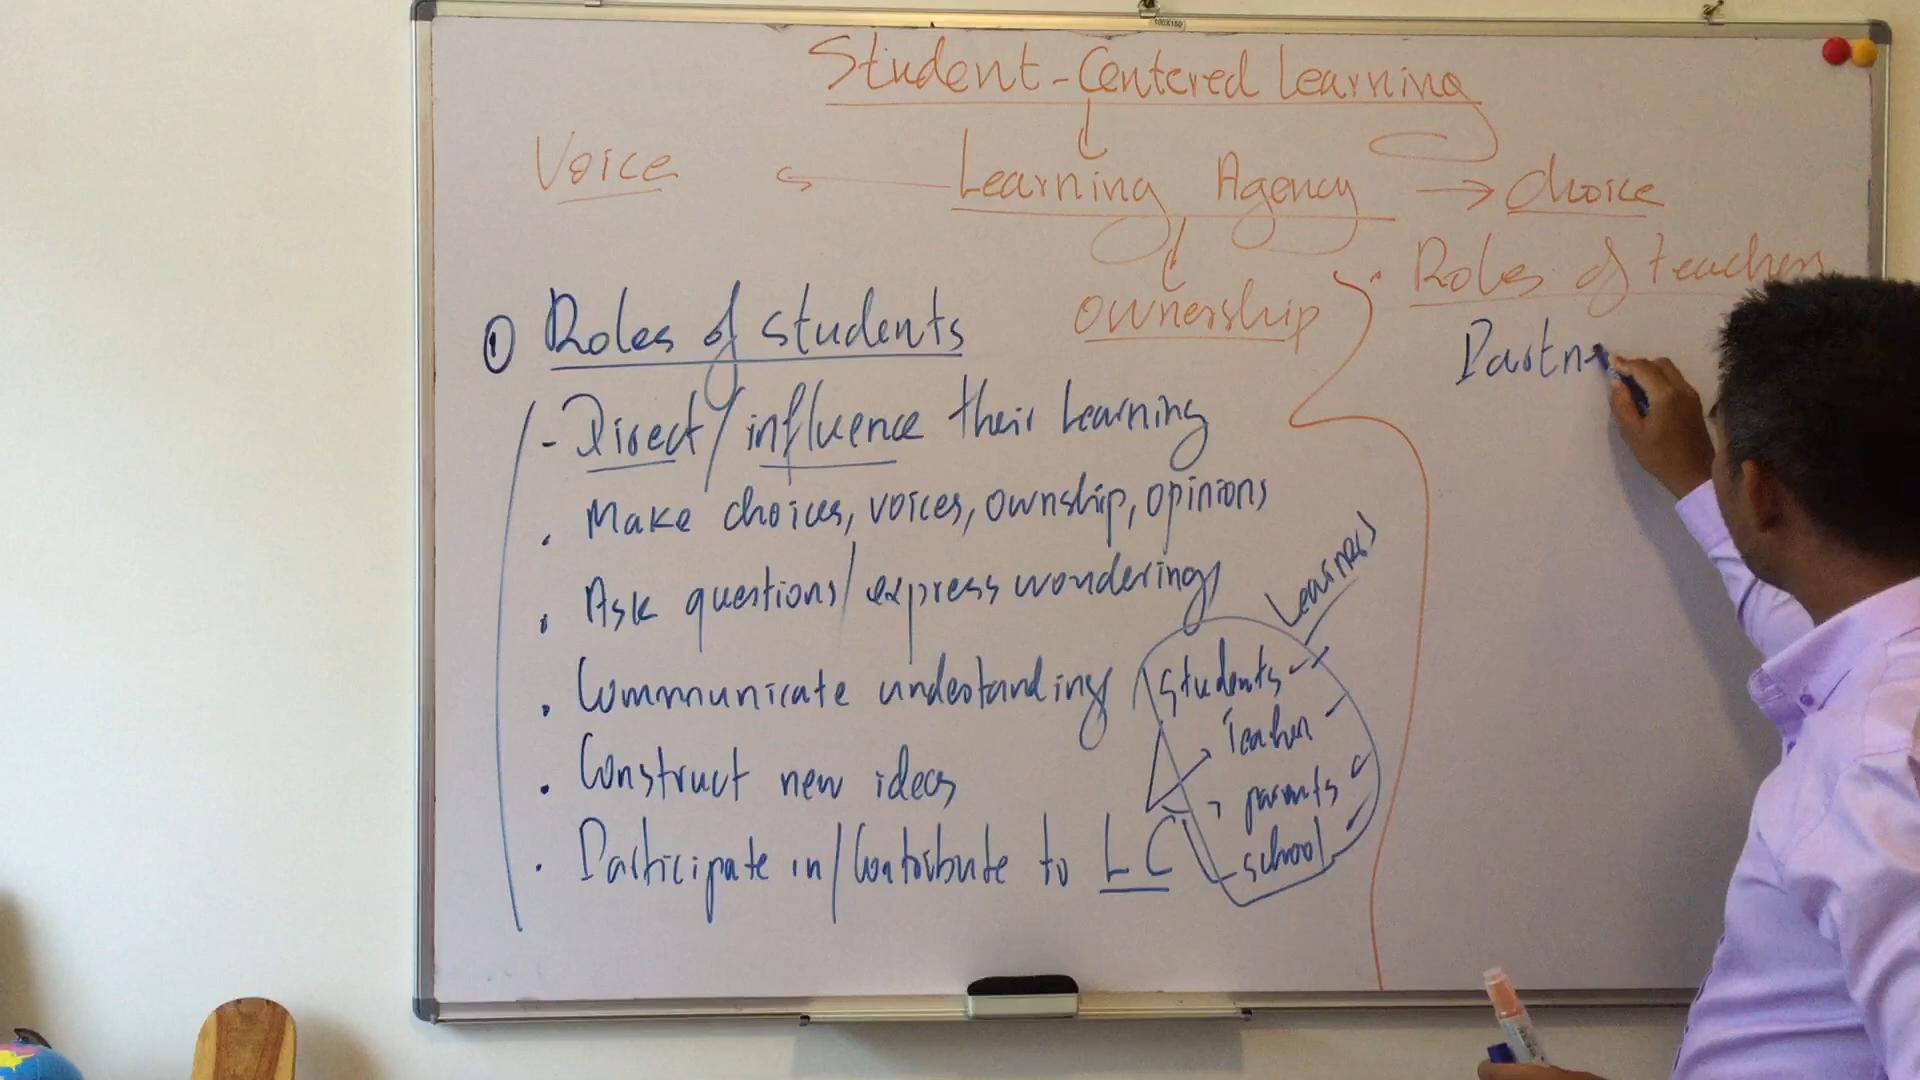 Student-Centered Learning
Voice ← Learning Agency → choice
ownership
① Roles of students
- Direct/influence their Learning
. Make choices, voices, ownship, opinions
. Ask questions/express wonderings
. Communicate understanding
. Construct new ideas
. Participate in/Contribute to LC
Learners
Students
Teacher
parents
school
Roles of teachers
Partne
100X150